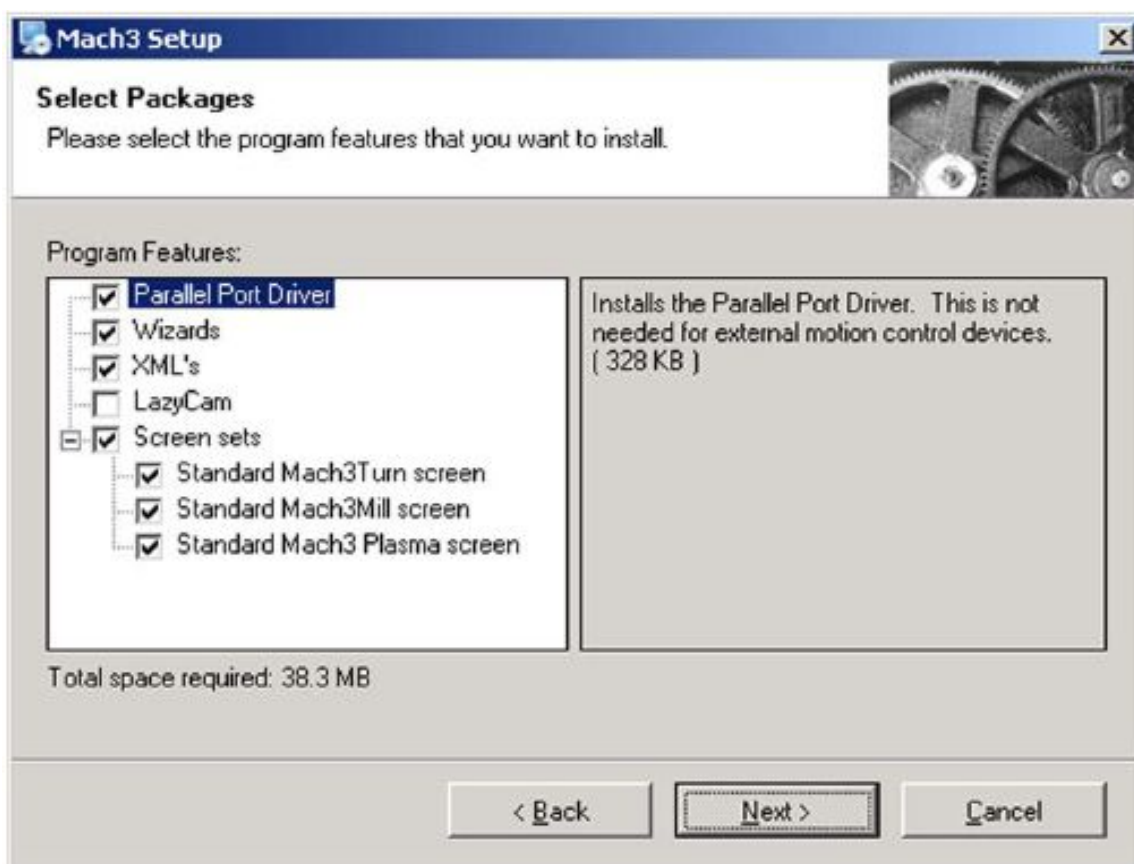 Mach3 Setup
Select Packages
Please select the program features that you want to install.
Program Features:
Parallel Port Driver
Wizards
XML's
LazyCam
Screen sets
Standard Mach3Turn screen
Standard Mach3Mill screen
Standard Mach3 Plasma screen
Installs the Parallel Port Driver. This is not
needed for external motion control devices.
( 328 KB )
Total space required: 38.3 MB
< Back
Next >
Cancel